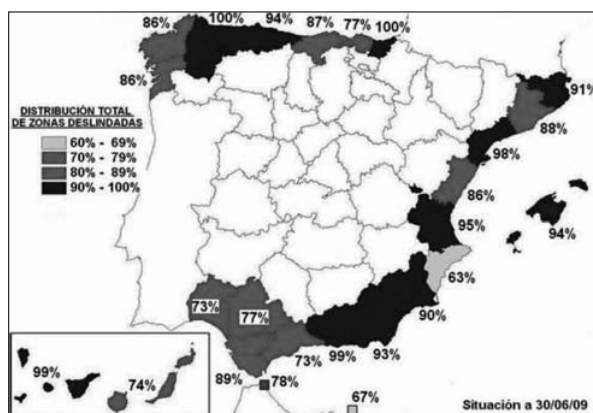 86% 100% 94% 87% 77% 100%
86%
91%
DISTRIBUCIÓN TOTAL
DE ZONAS DESLINDADAS
60% - 69%
70% - 79%
80% - 89%
90% - 100%
88%
98%
86%
95%
94%
63%
73%
77%
90%
73% 99% 93%
99%
74%
89% 78%
67%
Situación a 30/06/09